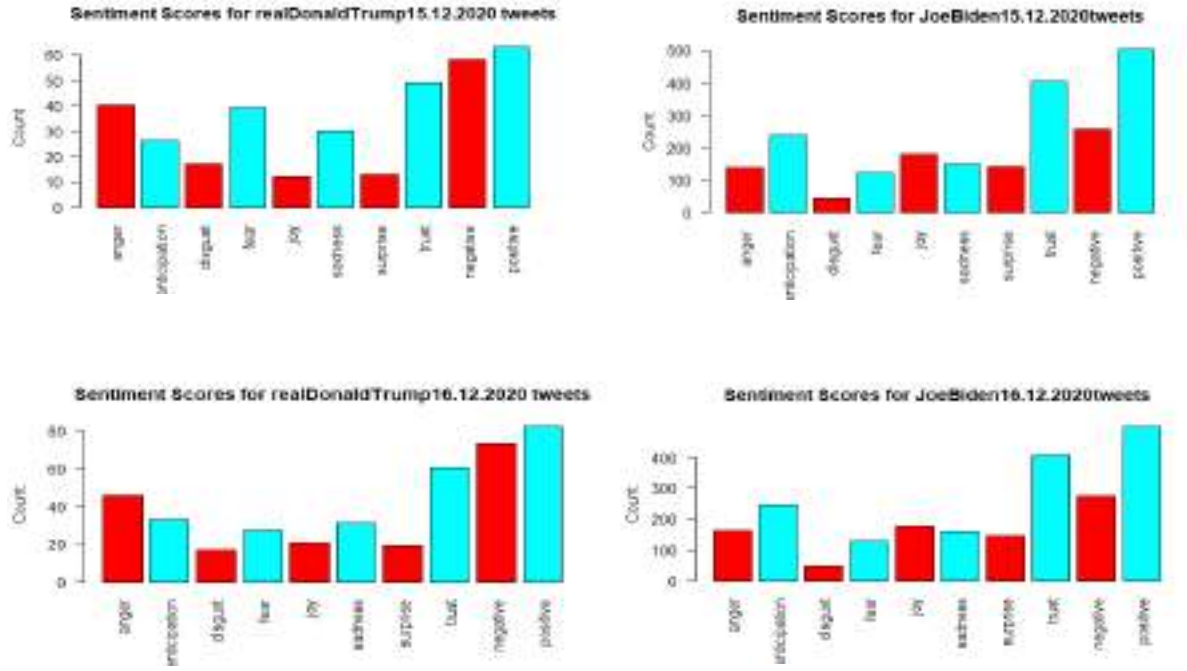 Sentiment Scores for realDonaldTrump15.12.2020 tweets
Count
60
50
40
30
20
10
0
anger
anticipation
disgust
fear
joy
sadness
surprise
trust
negative
positive
Sentiment Scores for JoeBiden15.12.2020tweets
Count
500
400
300
200
100
0
anger
nticipation
disgust
fear
joy
sadness
surprise
trust
negative
positive
Sentiment Scores for realDonaldTrump16.12.2020 tweets
Count
80
60
40
20
0
anger
nticipation
disgust
fear
joy
sadness
surprise
trust
negative
positive
Sentiment Scores for JoeBiden16.12.2020tweets
Count
400
300
200
100
0
anger
nticipation
disgust
fear
joy
sadness
surprise
trust
negative
positive